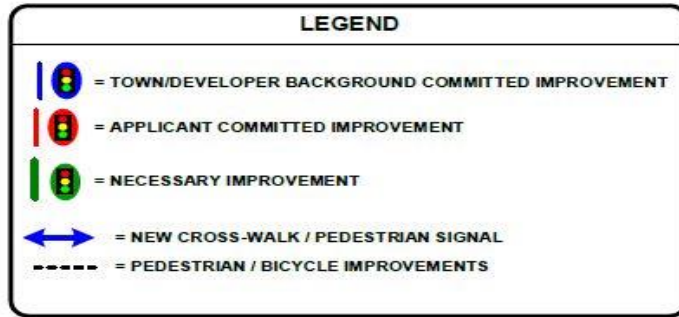 LEGEND
= TOWN/DEVELOPER BACKGROUND COMMITTED IMPROVEMENT
= APPLICANT COMMITTED IMPROVEMENT
= NECESSARY IMPROVEMENT
= NEW CROSS-WALK / PEDESTRIAN SIGNAL
= PEDESTRIAN / BICYCLE IMPROVEMENTS